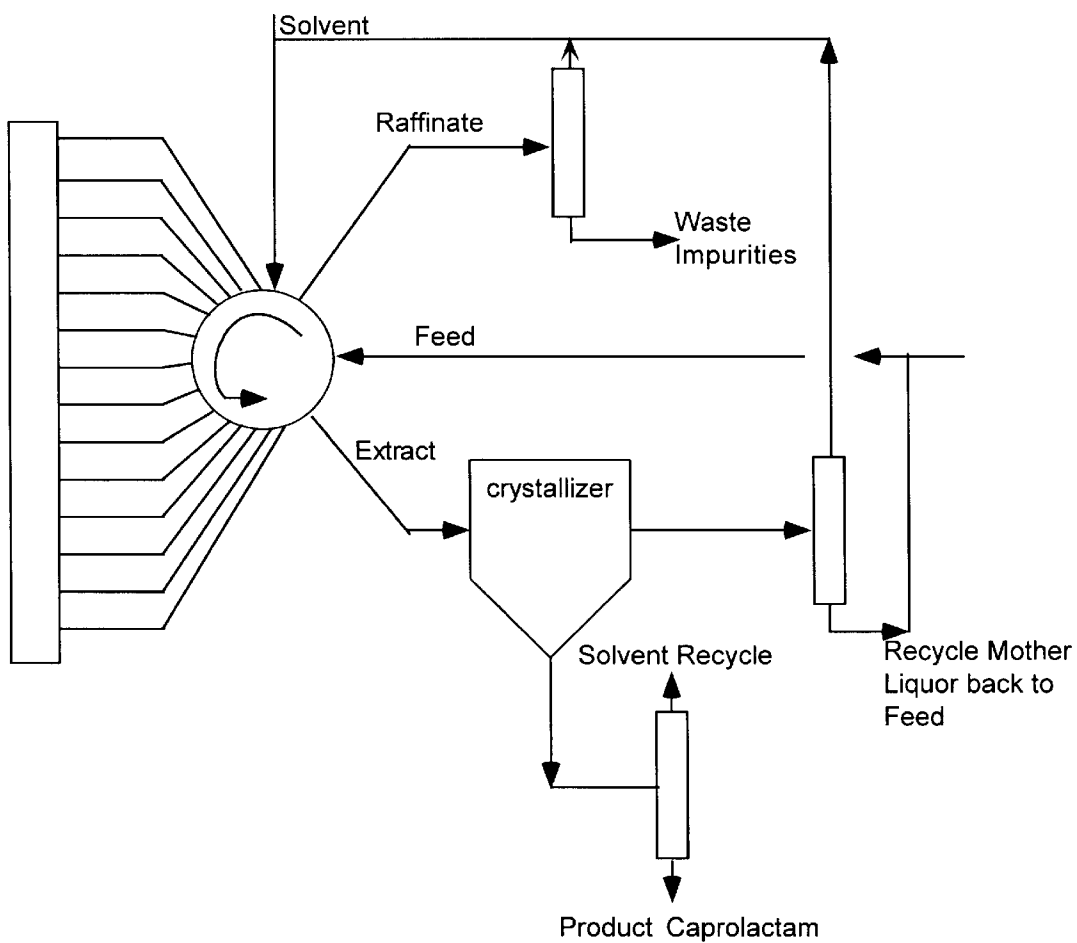 Solvent
Raffinate
Waste
Impurities
Feed
Extract
crystallizer
Solvent Recycle
Recycle Mother
Liquor back to
Feed
Product Caprolactam